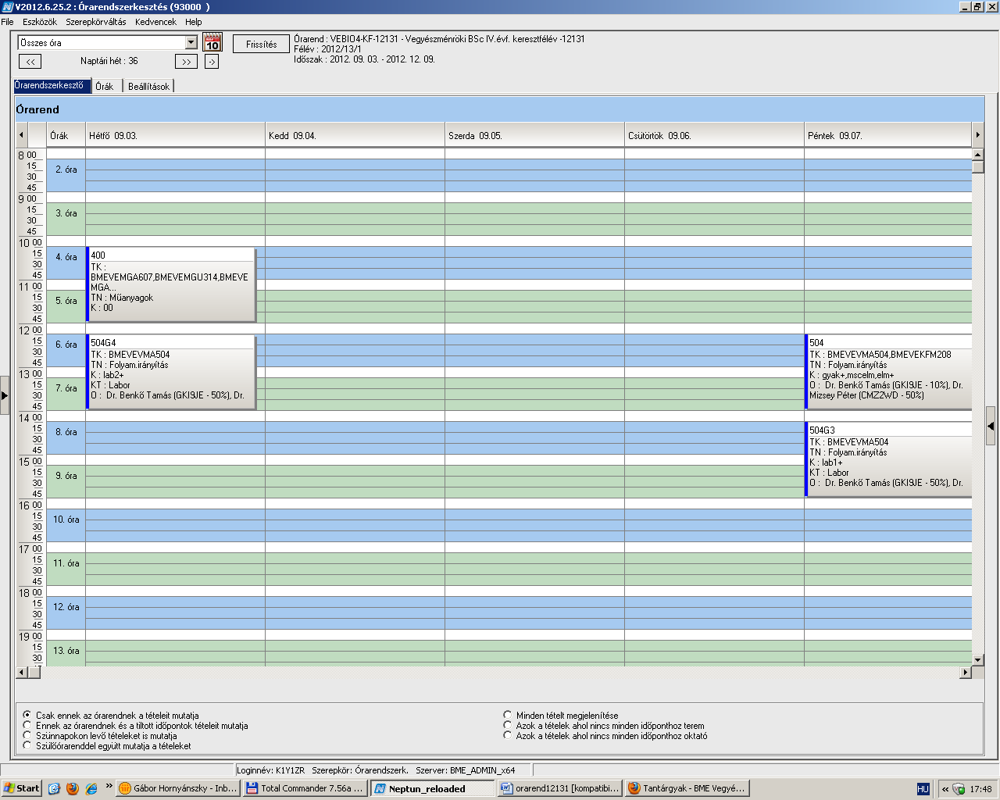 V2012.6.25.2 : Órarendszerkesztés (93000  )
File Eszközök Szerepkörváltás Kedvencek Help
Összes óra
10
Frissítés
<< Naptári hét : 36 >> ->
Órarend : VEBIO4-KF-12131 - Vegyészménröki BSc IV.évf. keresztfélév -12131
Félév : 2012/13/1
Időszak : 2012. 09. 03. - 2012. 12. 09.
Órarendszerkesztő Órák Beállítások
Órarend
Órák Hétfő 09.03. Kedd 09.04. Szerda 09.05. Csütörtök 09.06. Péntek 09.07.
8 00
15
30
45
2. óra
9 00
15
30
45
3. óra
10 00
15
30
45
4. óra
11 00
15
30
45
5. óra
12 00
15
30
45
6. óra
13 00
15
30
45
7. óra
14 00
15
30
45
8. óra
15 00
15
30
45
9. óra
16 00
15
30
45
10. óra
17 00
15
30
45
11. óra
18 00
15
30
45
12. óra
19 00
15
30
13. óra
400
TK :
BMEVEMGA607,BMEVEMGU314,BMEVE
MGA...
TN : Műanyagok
K : 00
504G4
TK : BMEVEVMA504
TN : Folyam.irányítás
K : lab2+
KT : Labor
O : Dr. Benkő Tamás (GKI9JE - 50%), Dr.
504
TK : BMEVEVMA504,BMEVEKFM208
TN : Folyam.irányítás
K : gyak+,mscelm,elm+
O : Dr. Benkő Tamás (GKI9JE - 10%), Dr.
Mizsey Péter (CMZ2WD - 50%)
504G3
TK : BMEVEVMA504
TN : Folyam.irányítás
K : lab1+
KT : Labor
O : Dr. Benkő Tamás (GKI9JE - 50%), Dr.
Csak ennek az órarendnek a tételeit mutatja
Ennek az órarendnek és a tiltott időpontok tételeit mutatja
Szünnapokon levő tételeket is mutatja
Szülőórarenddel együtt mutatja a tételeket
Minden tételt megjelenítése
Azok a tételek ahol nincs minden időponthoz terem
Azok a tételek ahol nincs minden időponthoz oktató
Loginnév: K1Y1ZR Szerepkör: Órarendszerk. Szerver: BME_ADMIN_x64
Start » Gábor Hornyánszky - Inb... Total Commander 7.56a ... Neptun_reloaded orarend12131 [kompatibi... Tantárgyak - BME Vegyé... HU « 17:48